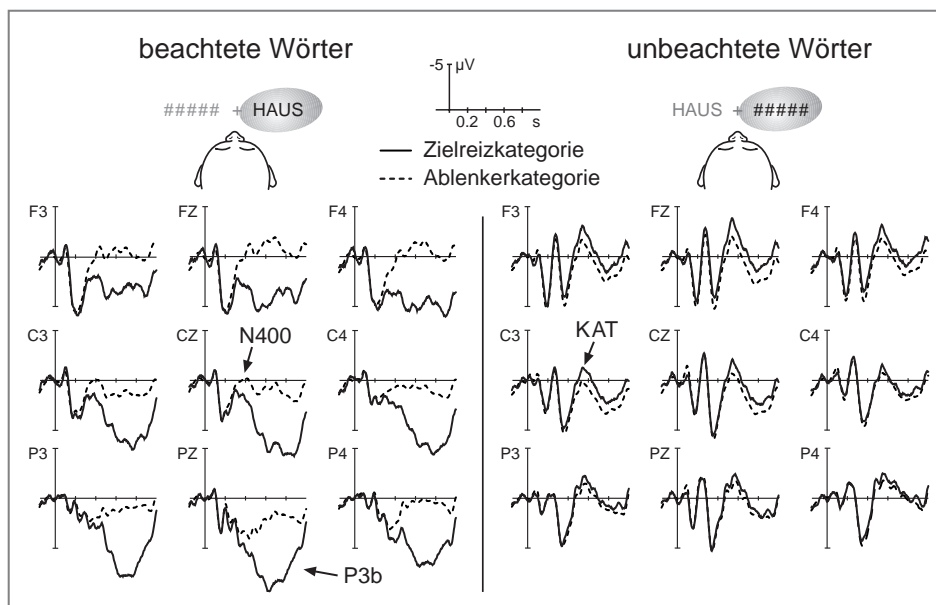 beachtete Wörter
unbeachtete Wörter
-5 µV
0.2 0.6 s
##### + HAUS
HAUS + #####
Zielreizkategorie
Ablenkerkategorie
F3 FZ F4
F3 FZ F4
C3 CZ N400 C4
C3 KAT CZ C4
P3 PZ P4
P3 PZ P4
P3b